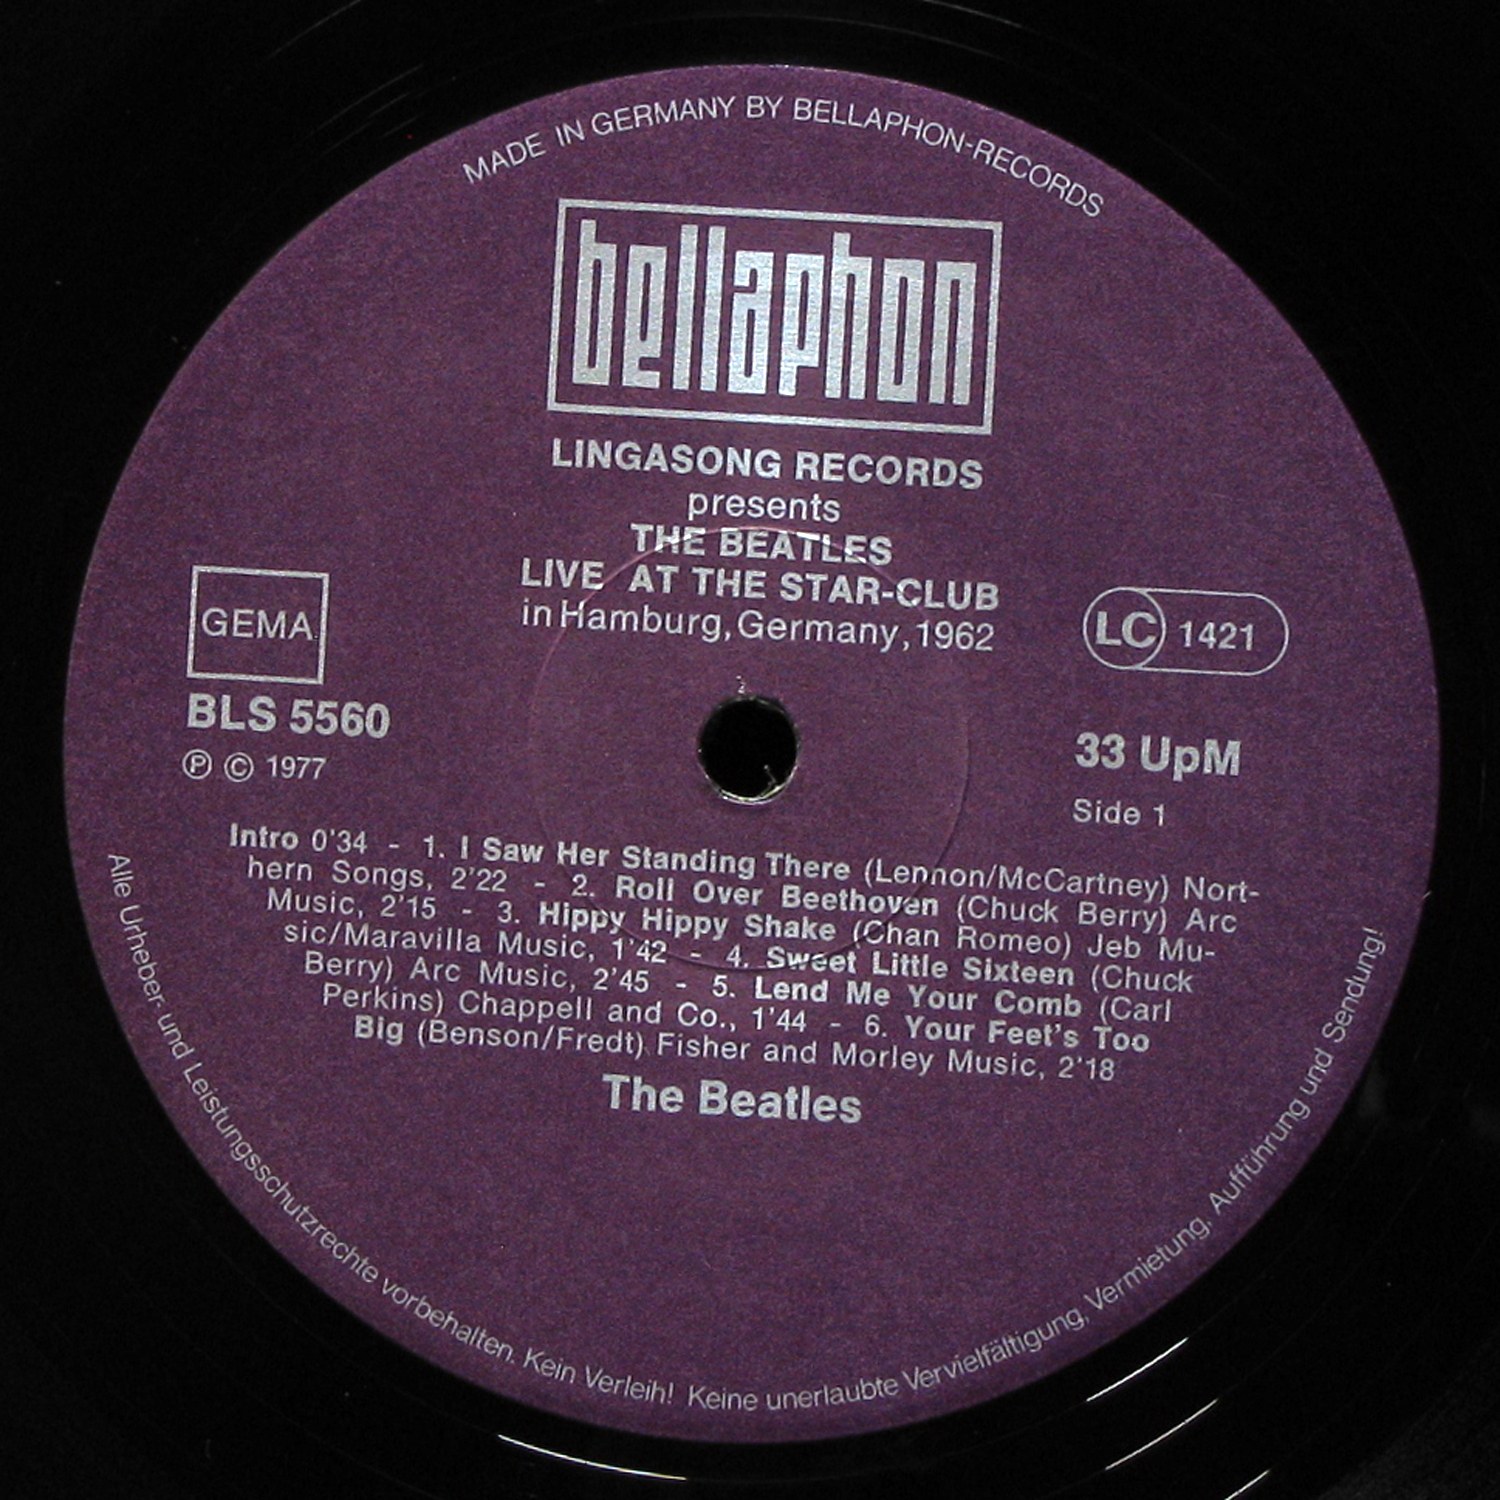 MADE IN GERMANY BY BELLAPHON-RECORDS
bellaphon
LINGASONG RECORDS
presents
THE BEATLES
LIVE AT THE STAR-CLUB
in Hamburg, Germany, 1962
GEMA
BLS 5560
Ⓟ © 1977
LC 1421
33 UpM
Side 1
Intro 0'34 - 1. I Saw Her Standing There (Lennon/McCartney) Nort-
hern Songs, 2'22 - 2. Roll Over Beethoven (Chuck Berry) Arc
Music, 2'15 - 3. Hippy Hippy Shake (Chan Romeo) Jeb Mu-
sic/Maravilla Music, 1'42 - 4. Sweet Little Sixteen (Chuck
Berry) Arc Music, 2'45 - 5. Lend Me Your Comb (Carl
Perkins) Chappell and Co., 1'44 - 6. Your Feet's Too
Big (Benson/Fredt) Fisher and Morley Music, 2'18
The Beatles
Alle Urheber- und Leistungsschutzrechte vorbehalten. Kein Verleih! Keine unerlaubte Vervielfältigung, Vermietung, Aufführung und Sendung!